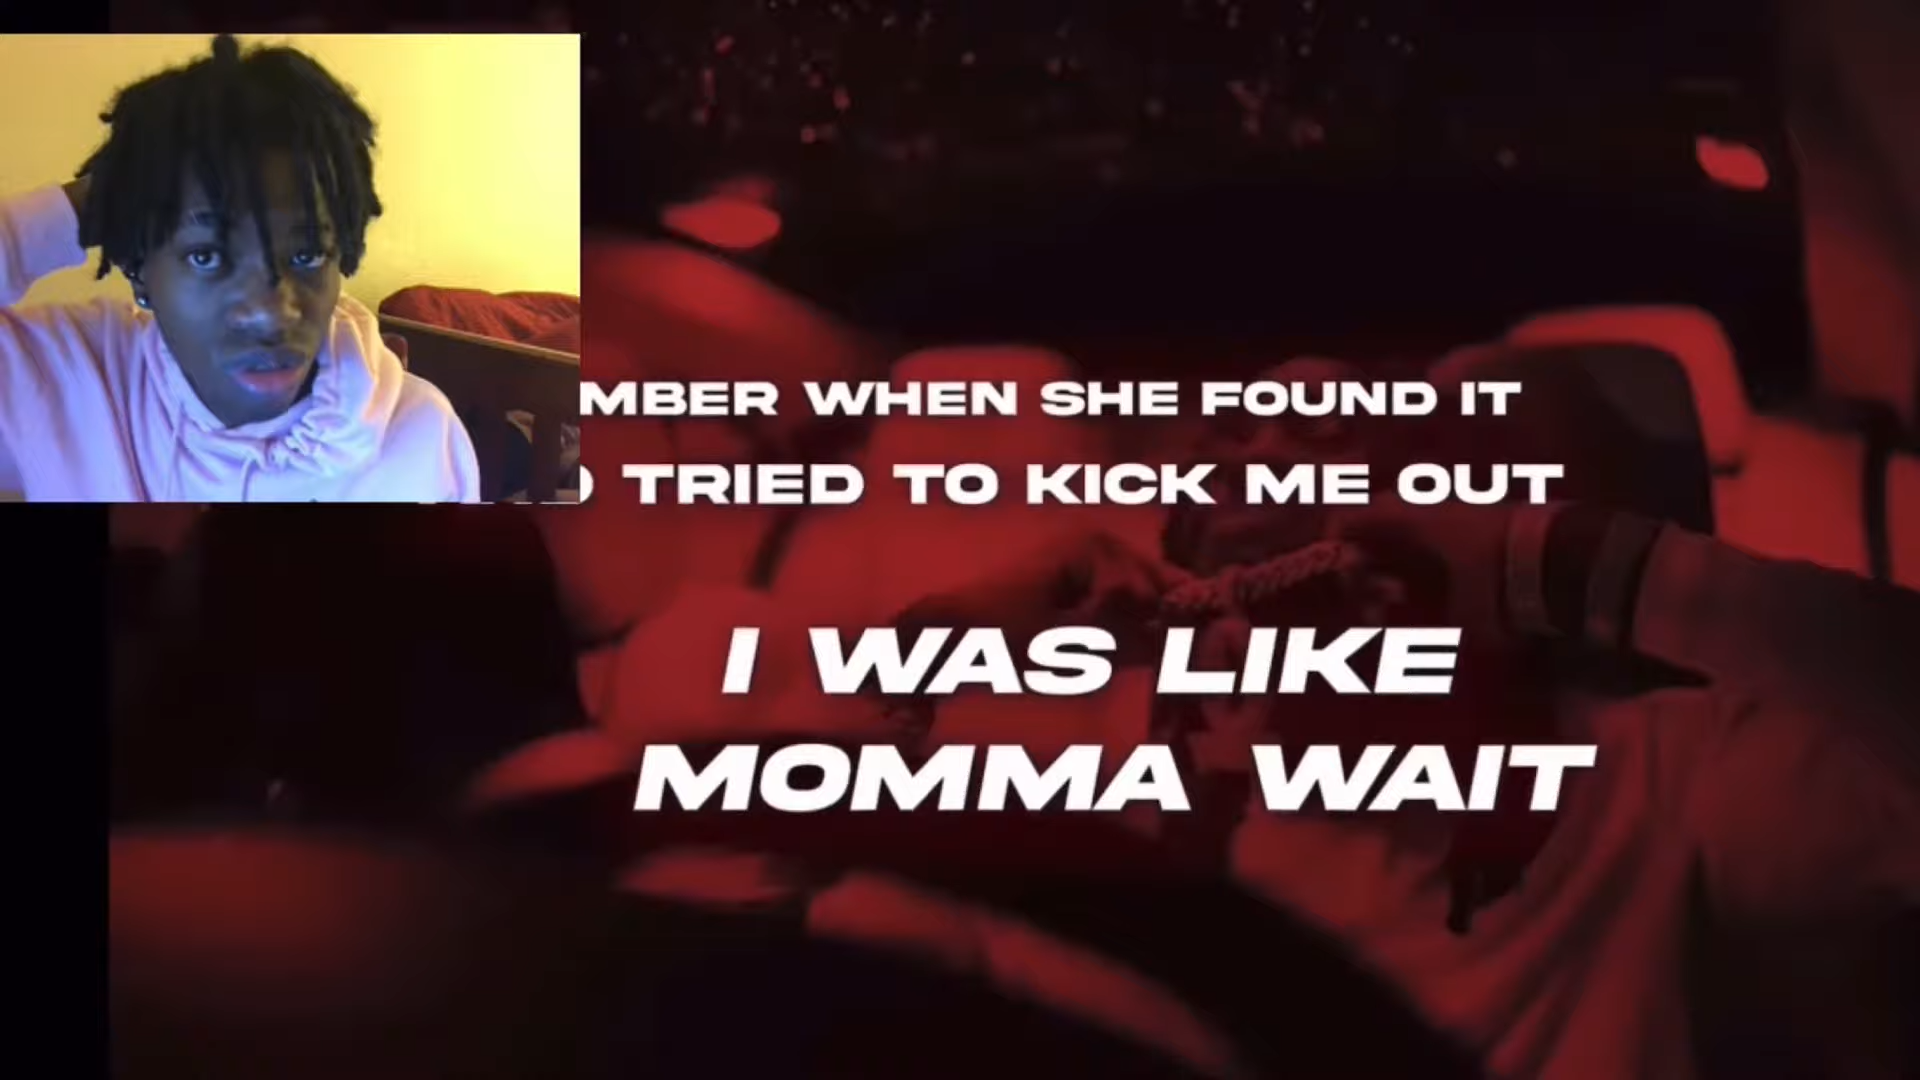 MBER WHEN SHE FOUND IT
TRIED TO KICK ME OUT
I WAS LIKE
MOMMA WAIT